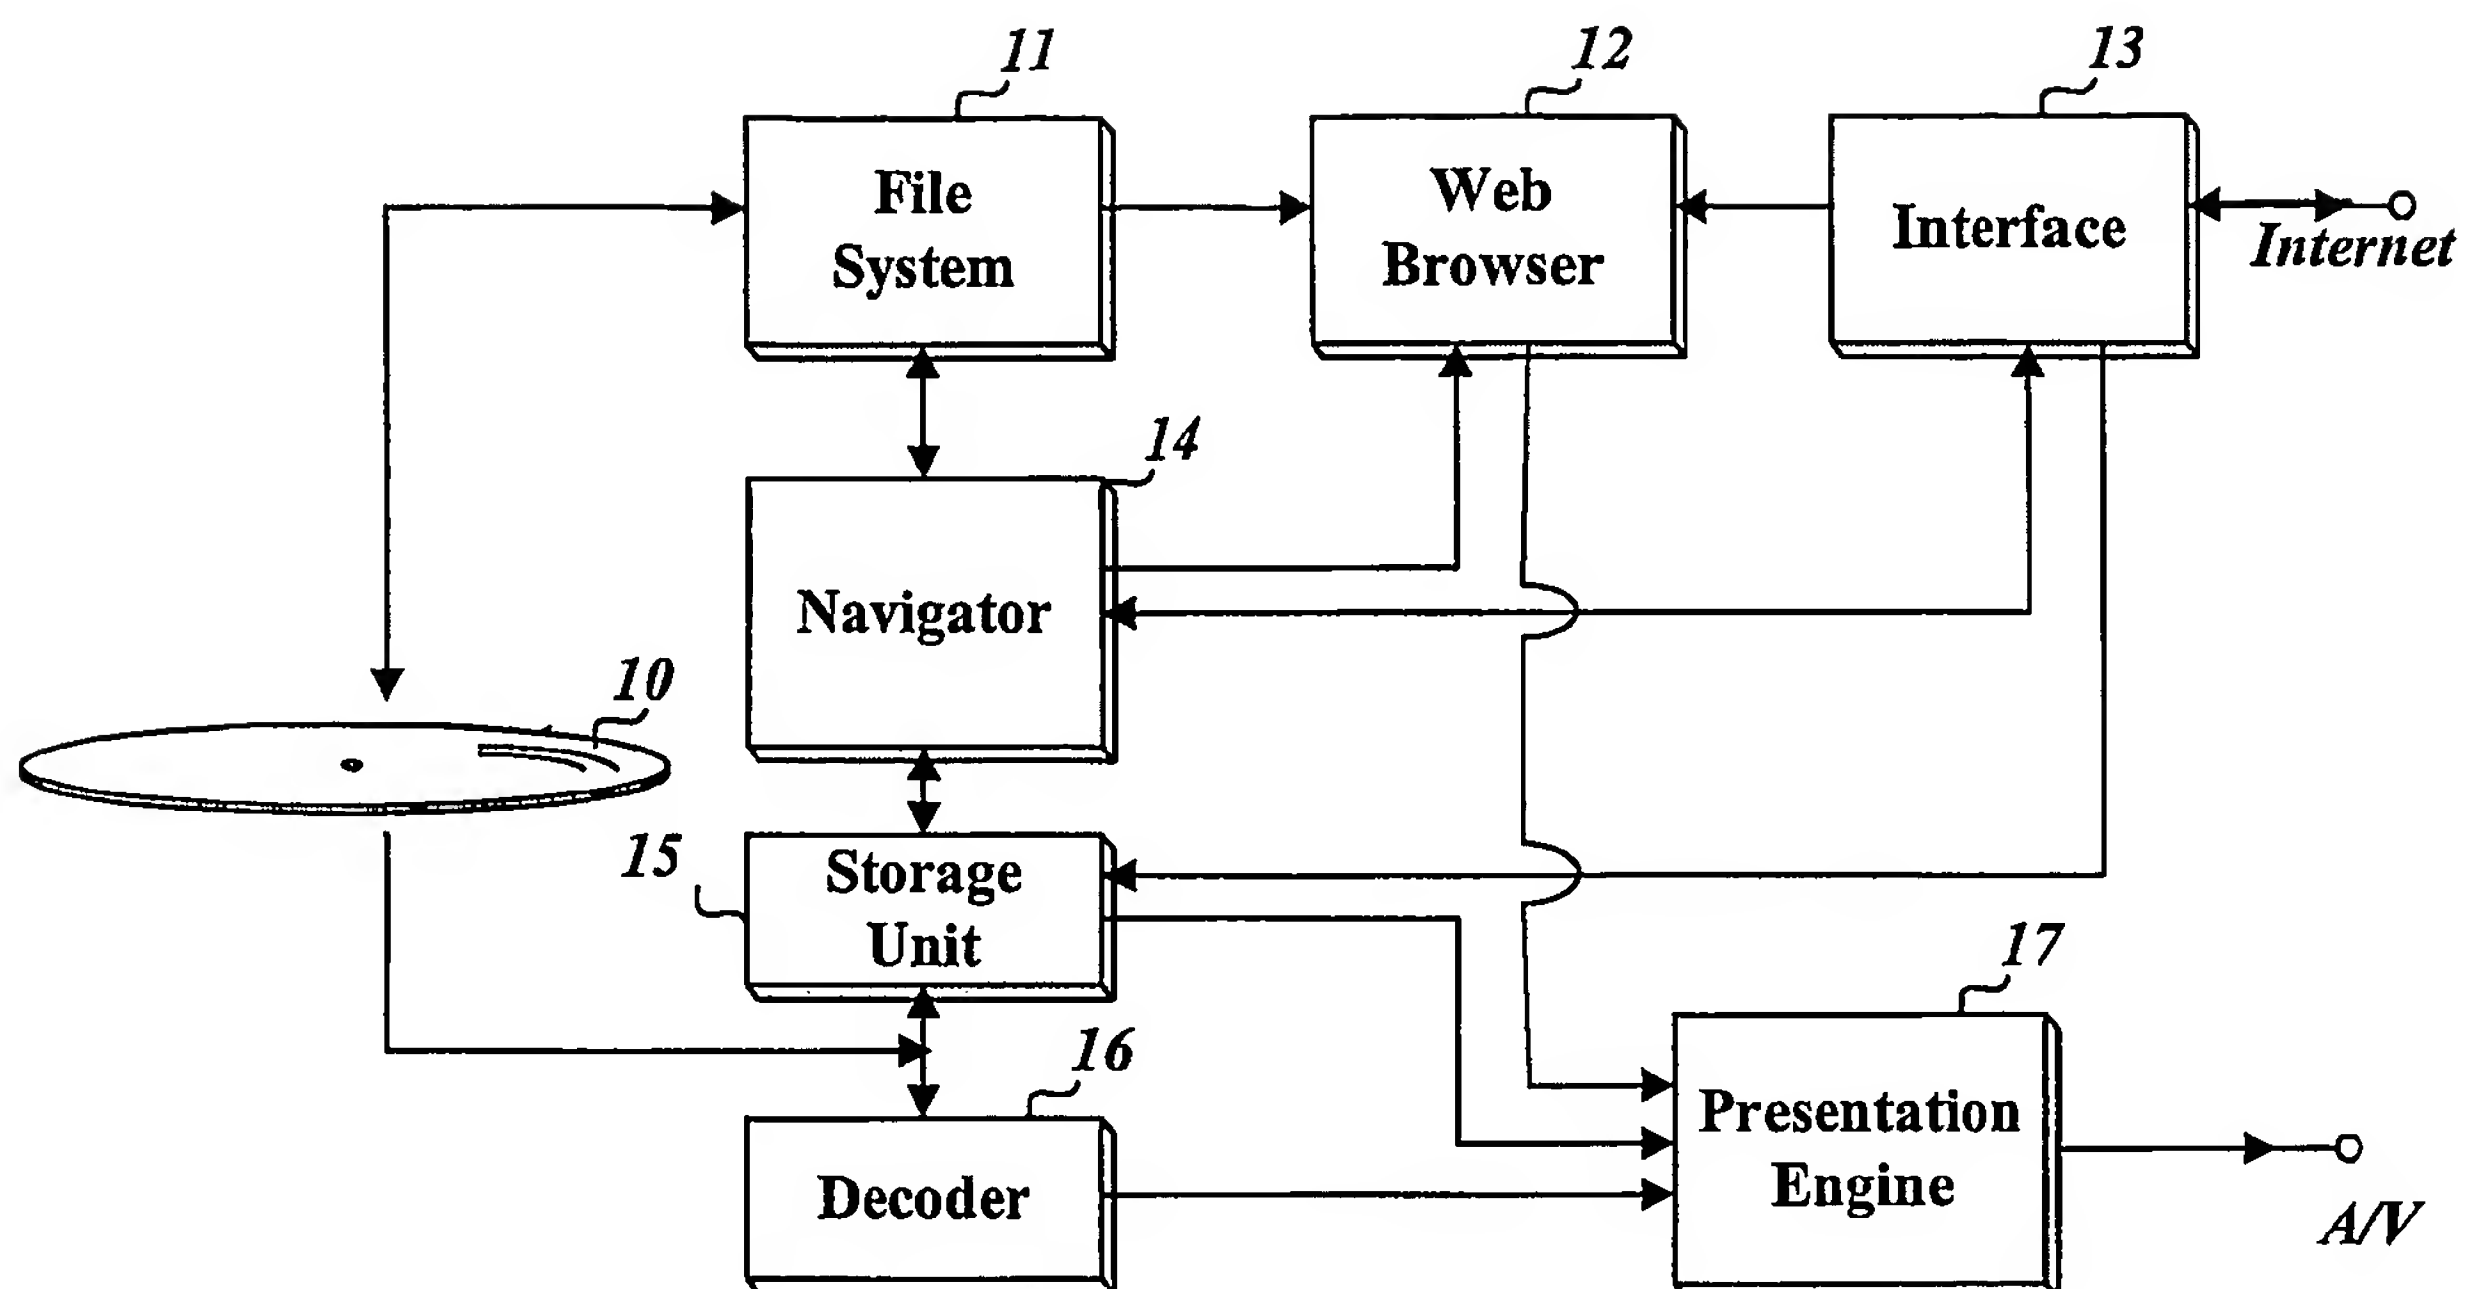 11
12
13
File
System
Web
Browser
Interface
Internet
14
Navigator
10
15
Storage
Unit
17
16
Presentation
Engine
Decoder
A/V